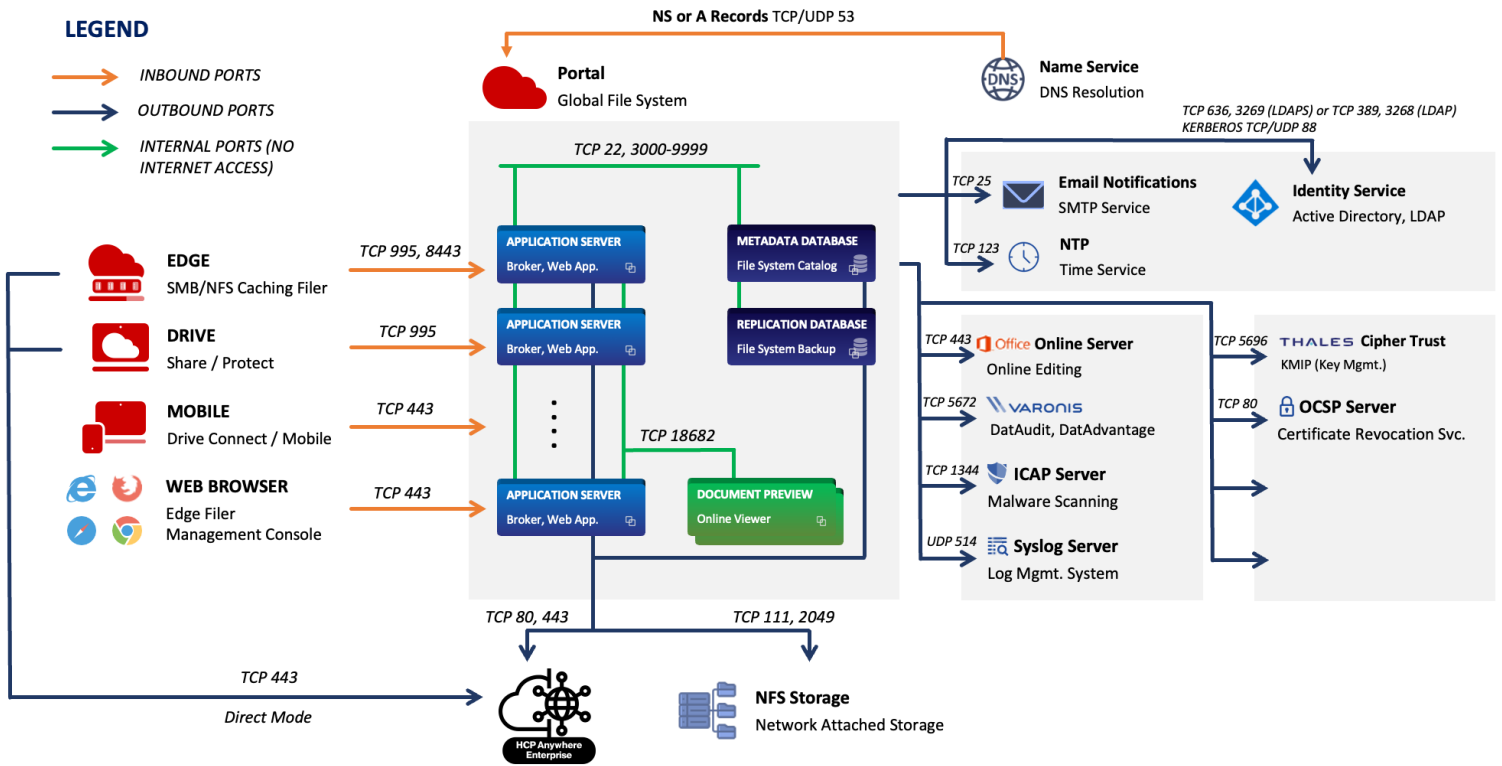 LEGEND
INBOUND PORTS
OUTBOUND PORTS
INTERNAL PORTS (NO
INTERNET ACCESS)
NS or A Records TCP/UDP 53
Portal
Global File System
DNS
Name Service
DNS Resolution
TCP 636, 3269 (LDAPS) or TCP 389, 3268 (LDAP)
KERBEROS TCP/UDP 88
TCP 22, 3000-9999
TCP 25
Email Notifications
SMTP Service
Identity Service
Active Directory, LDAP
TCP 123
NTP
Time Service
EDGE
SMB/NFS Caching Filer
TCP 995, 8443
APPLICATION SERVER
Broker, Web App.
METADATA DATABASE
File System Catalog
DRIVE
Share / Protect
TCP 995
APPLICATION SERVER
Broker, Web App.
REPLICATION DATABASE
File System Backup
TCP 443
Office Online Server
Online Editing
TCP 5696
THALES Cipher Trust
KMIP (Key Mgmt.)
MOBILE
Drive Connect / Mobile
TCP 443
TCP 18682
TCP 5672
VARONIS
DatAudit, DatAdvantage
TCP 80
OCSP Server
Certificate Revocation Svc.
WEB BROWSER
Edge Filer
Management Console
TCP 443
APPLICATION SERVER
Broker, Web App.
DOCUMENT PREVIEW
Online Viewer
TCP 1344
ICAP Server
Malware Scanning
UDP 514
Syslog Server
Log Mgmt. System
TCP 80, 443
TCP 111, 2049
TCP 443
Direct Mode
HCP Anywhere
Enterprise
NFS Storage
Network Attached Storage